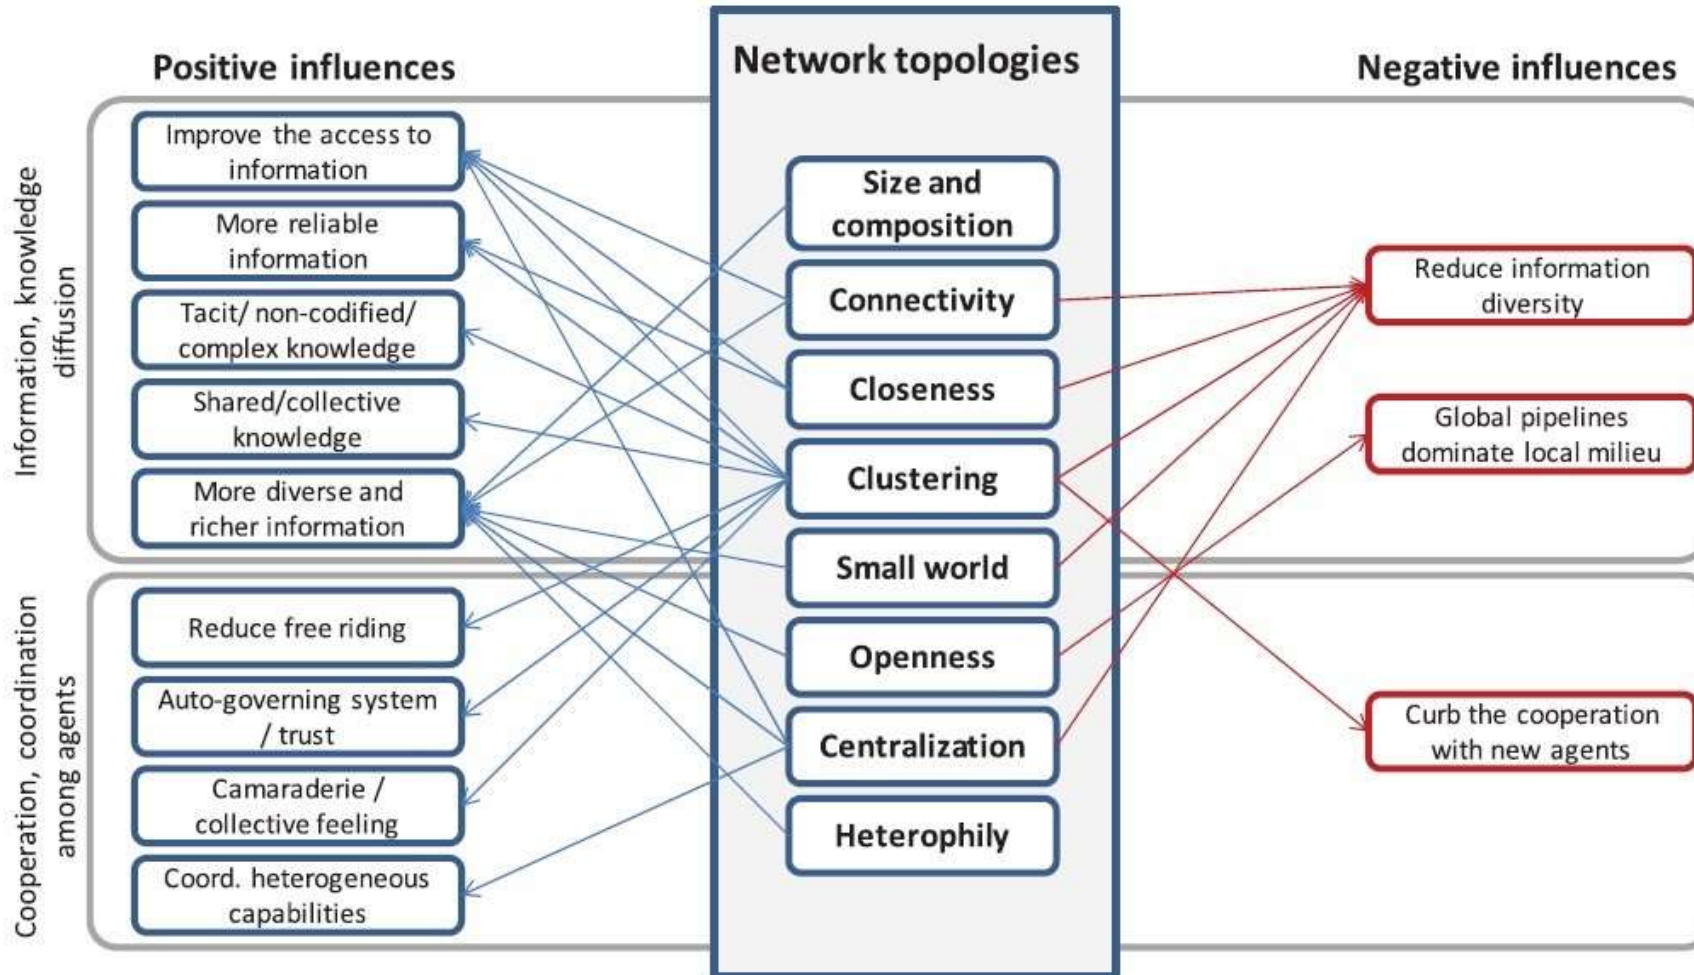 Positive influences
Network topologies
Negative influences
Information, knowledge
diffusion
Improve the access to
information
More reliable
information
Tacit/ non-codified/
complex knowledge
Shared/collective
knowledge
More diverse and
richer information
Cooperation, coordination
among agents
Reduce free riding
Auto-governing system
/ trust
Camaraderie /
collective feeling
Coord. heterogeneous
capabilities
Size and
composition
Connectivity
Closeness
Clustering
Small world
Openness
Centralization
Heterophily
Reduce information
diversity
Global pipelines
dominate local milieu
Curb the cooperation
with new agents